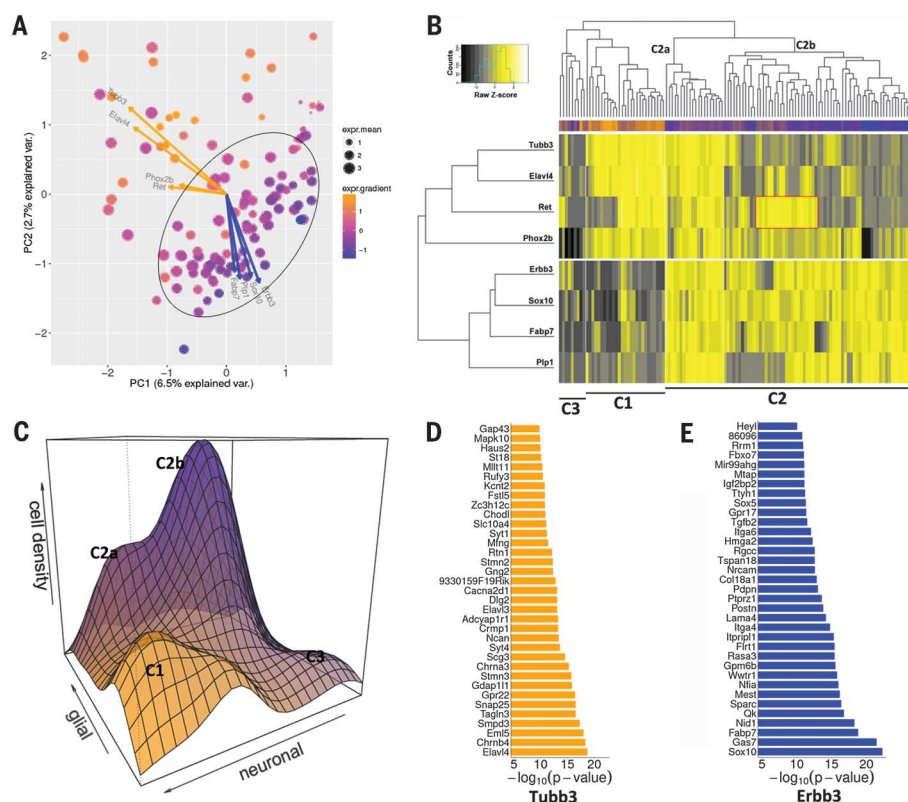 A
2
1
0
−1
−2
PC2 (2.7% explained var.)
−2
−1
0
1
PC1 (6.5% explained var.)
Tubb3
Elavl4
Phox2b
Ret
Fabp7
Plp1
Sox10
Erbb3
expr.mean
1
2
3
expr.gradient
1
0
−1
B
Counts
Raw Z-score
C2a
C2b
Tubb3
Elavl4
Ret
Phox2b
Erbb3
Sox10
Fabp7
Plp1
C3
C1
C2
C
cell density
C2b
C2a
C1
C3
glial
neuronal
D
Gap43
Mapk10
Haus2
St18
Mllt11
Rufy3
Kcnt2
Fstl5
Zc3h12c
Chodl
Slc10a4
Syt1
Mfng
Rtn1
Stmn2
Gng2
9330159F19Rik
Cacna2d1
Dlg2
Elavl3
Adcyap1r1
Crmp1
Ncan
Syt4
Scg3
Chrna3
Stmn3
Gdap1l1
Gpr22
Snap25
Tagln3
Smpd3
Eml5
Chrnb4
Elavl4
5 10 15 20
−log10(p−value)
Tubb3
E
Heyl
86096
Rrm1
Fbxo7
Mir99ahg
Mtap
Igf2bp2
Ttyh1
Sox5
Gpr17
Tgfb2
Itga6
Hmga2
Rgcc
Tspan18
Nrcam
Col18a1
Pdpn
Ptprz1
Postn
Lama4
Itga4
Itpripl1
Flrt1
Rasa3
Gpm6b
Wwtr1
Nfia
Mest
Sparc
Qk
Nid1
Fabp7
Gas7
Sox10
5 10 15 20
−log10(p−value)
Erbb3